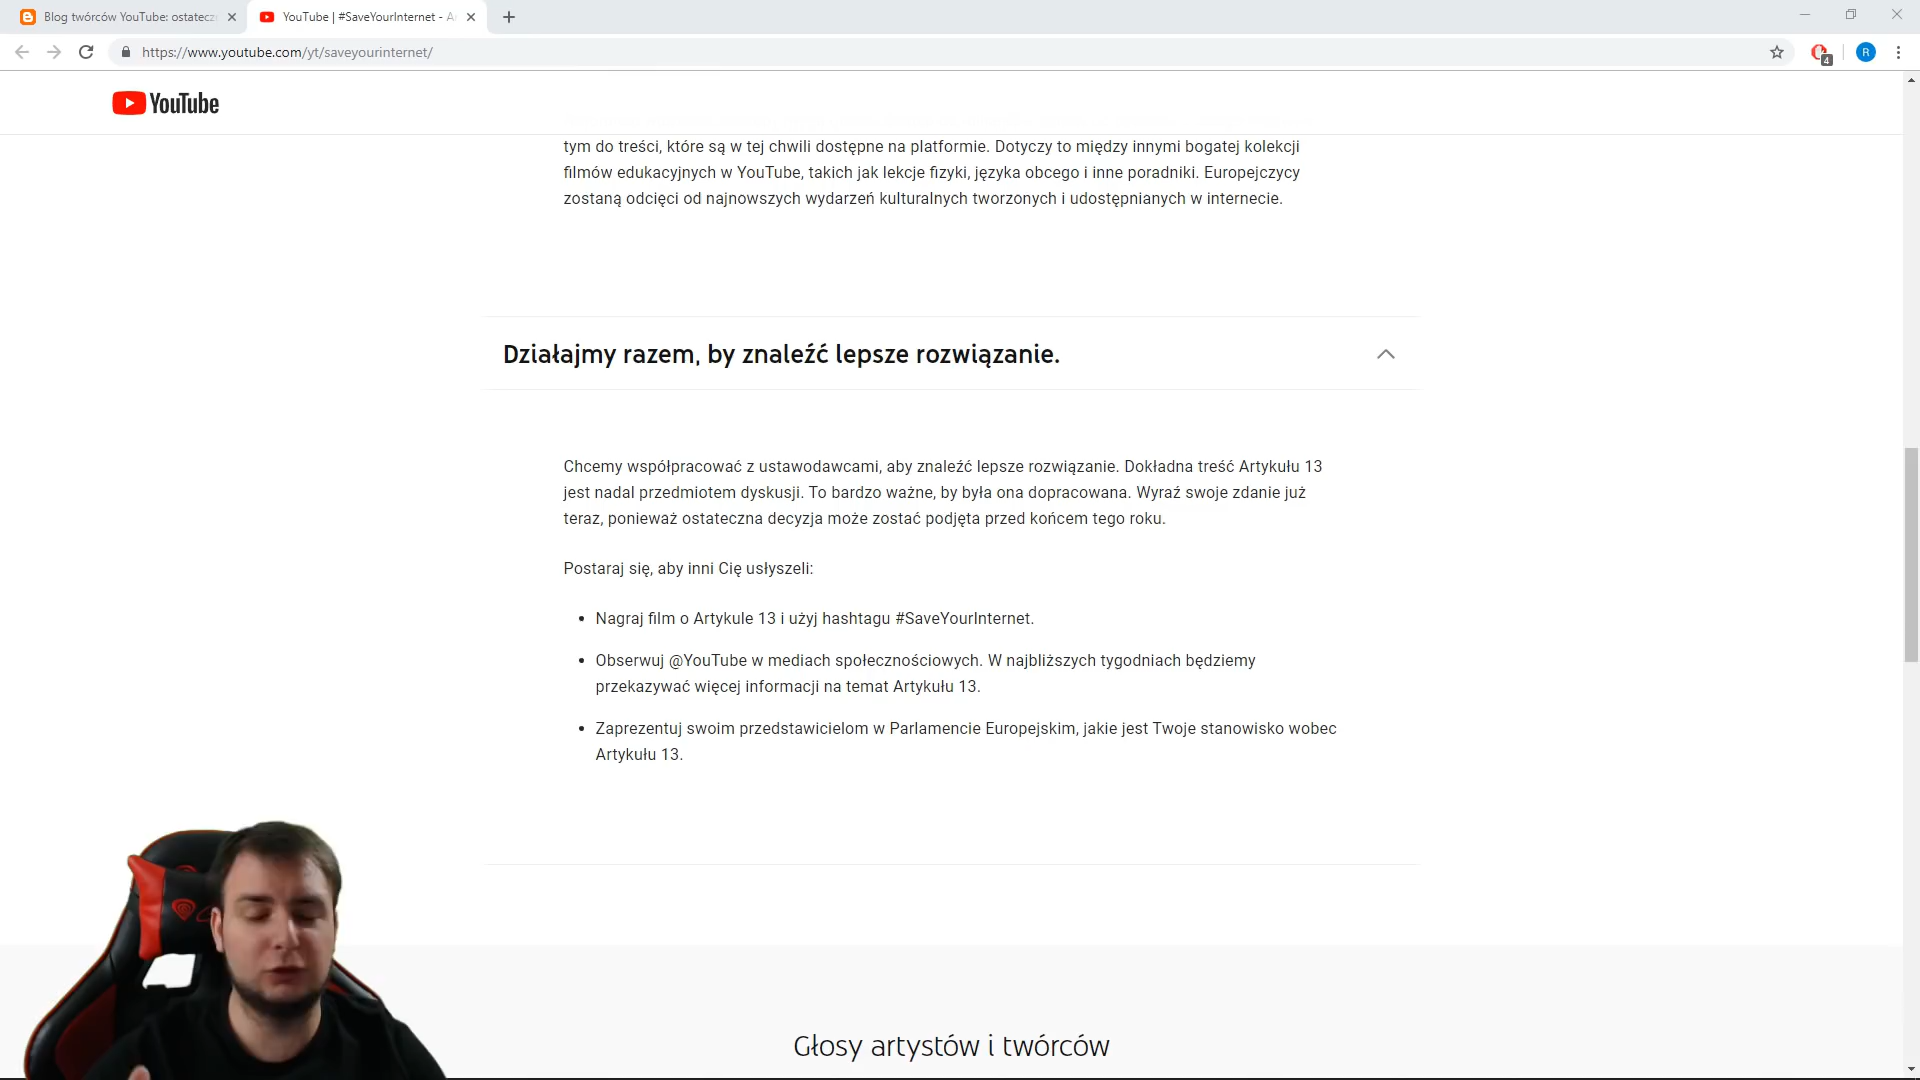 Blog twórców YouTube: ostatecz
YouTube | #SaveYourInternet - A
https://www.youtube.com/yt/saveyourinternet/
4
R
YouTube
tym do treści, które są w tej chwili dostępne na platformie. Dotyczy to między innymi bogatej kolekcji
filmów edukacyjnych w YouTube, takich jak lekcje fizyki, języka obcego i inne poradniki. Europejczycy
zostaną odcięci od najnowszych wydarzeń kulturalnych tworzonych i udostępnianych w internecie.
Działajmy razem, by znaleźć lepsze rozwiązanie.
Chcemy współpracować z ustawodawcami, aby znaleźć lepsze rozwiązanie. Dokładna treść Artykułu 13
jest nadal przedmiotem dyskusji. To bardzo ważne, by była ona dopracowana. Wyraź swoje zdanie już
teraz, ponieważ ostateczna decyzja może zostać podjęta przed końcem tego roku.
Postaraj się, aby inni Cię usłyszeli:
• Nagraj film o Artykule 13 i użyj hashtagu #SaveYourInternet.
• Obserwuj @YouTube w mediach społecznościowych. W najbliższych tygodniach będziemy
przekazywać więcej informacji na temat Artykułu 13.
• Zaprezentuj swoim przedstawicielom w Parlamencie Europejskim, jakie jest Twoje stanowisko wobec
Artykułu 13.
Głosy artystów i twórców